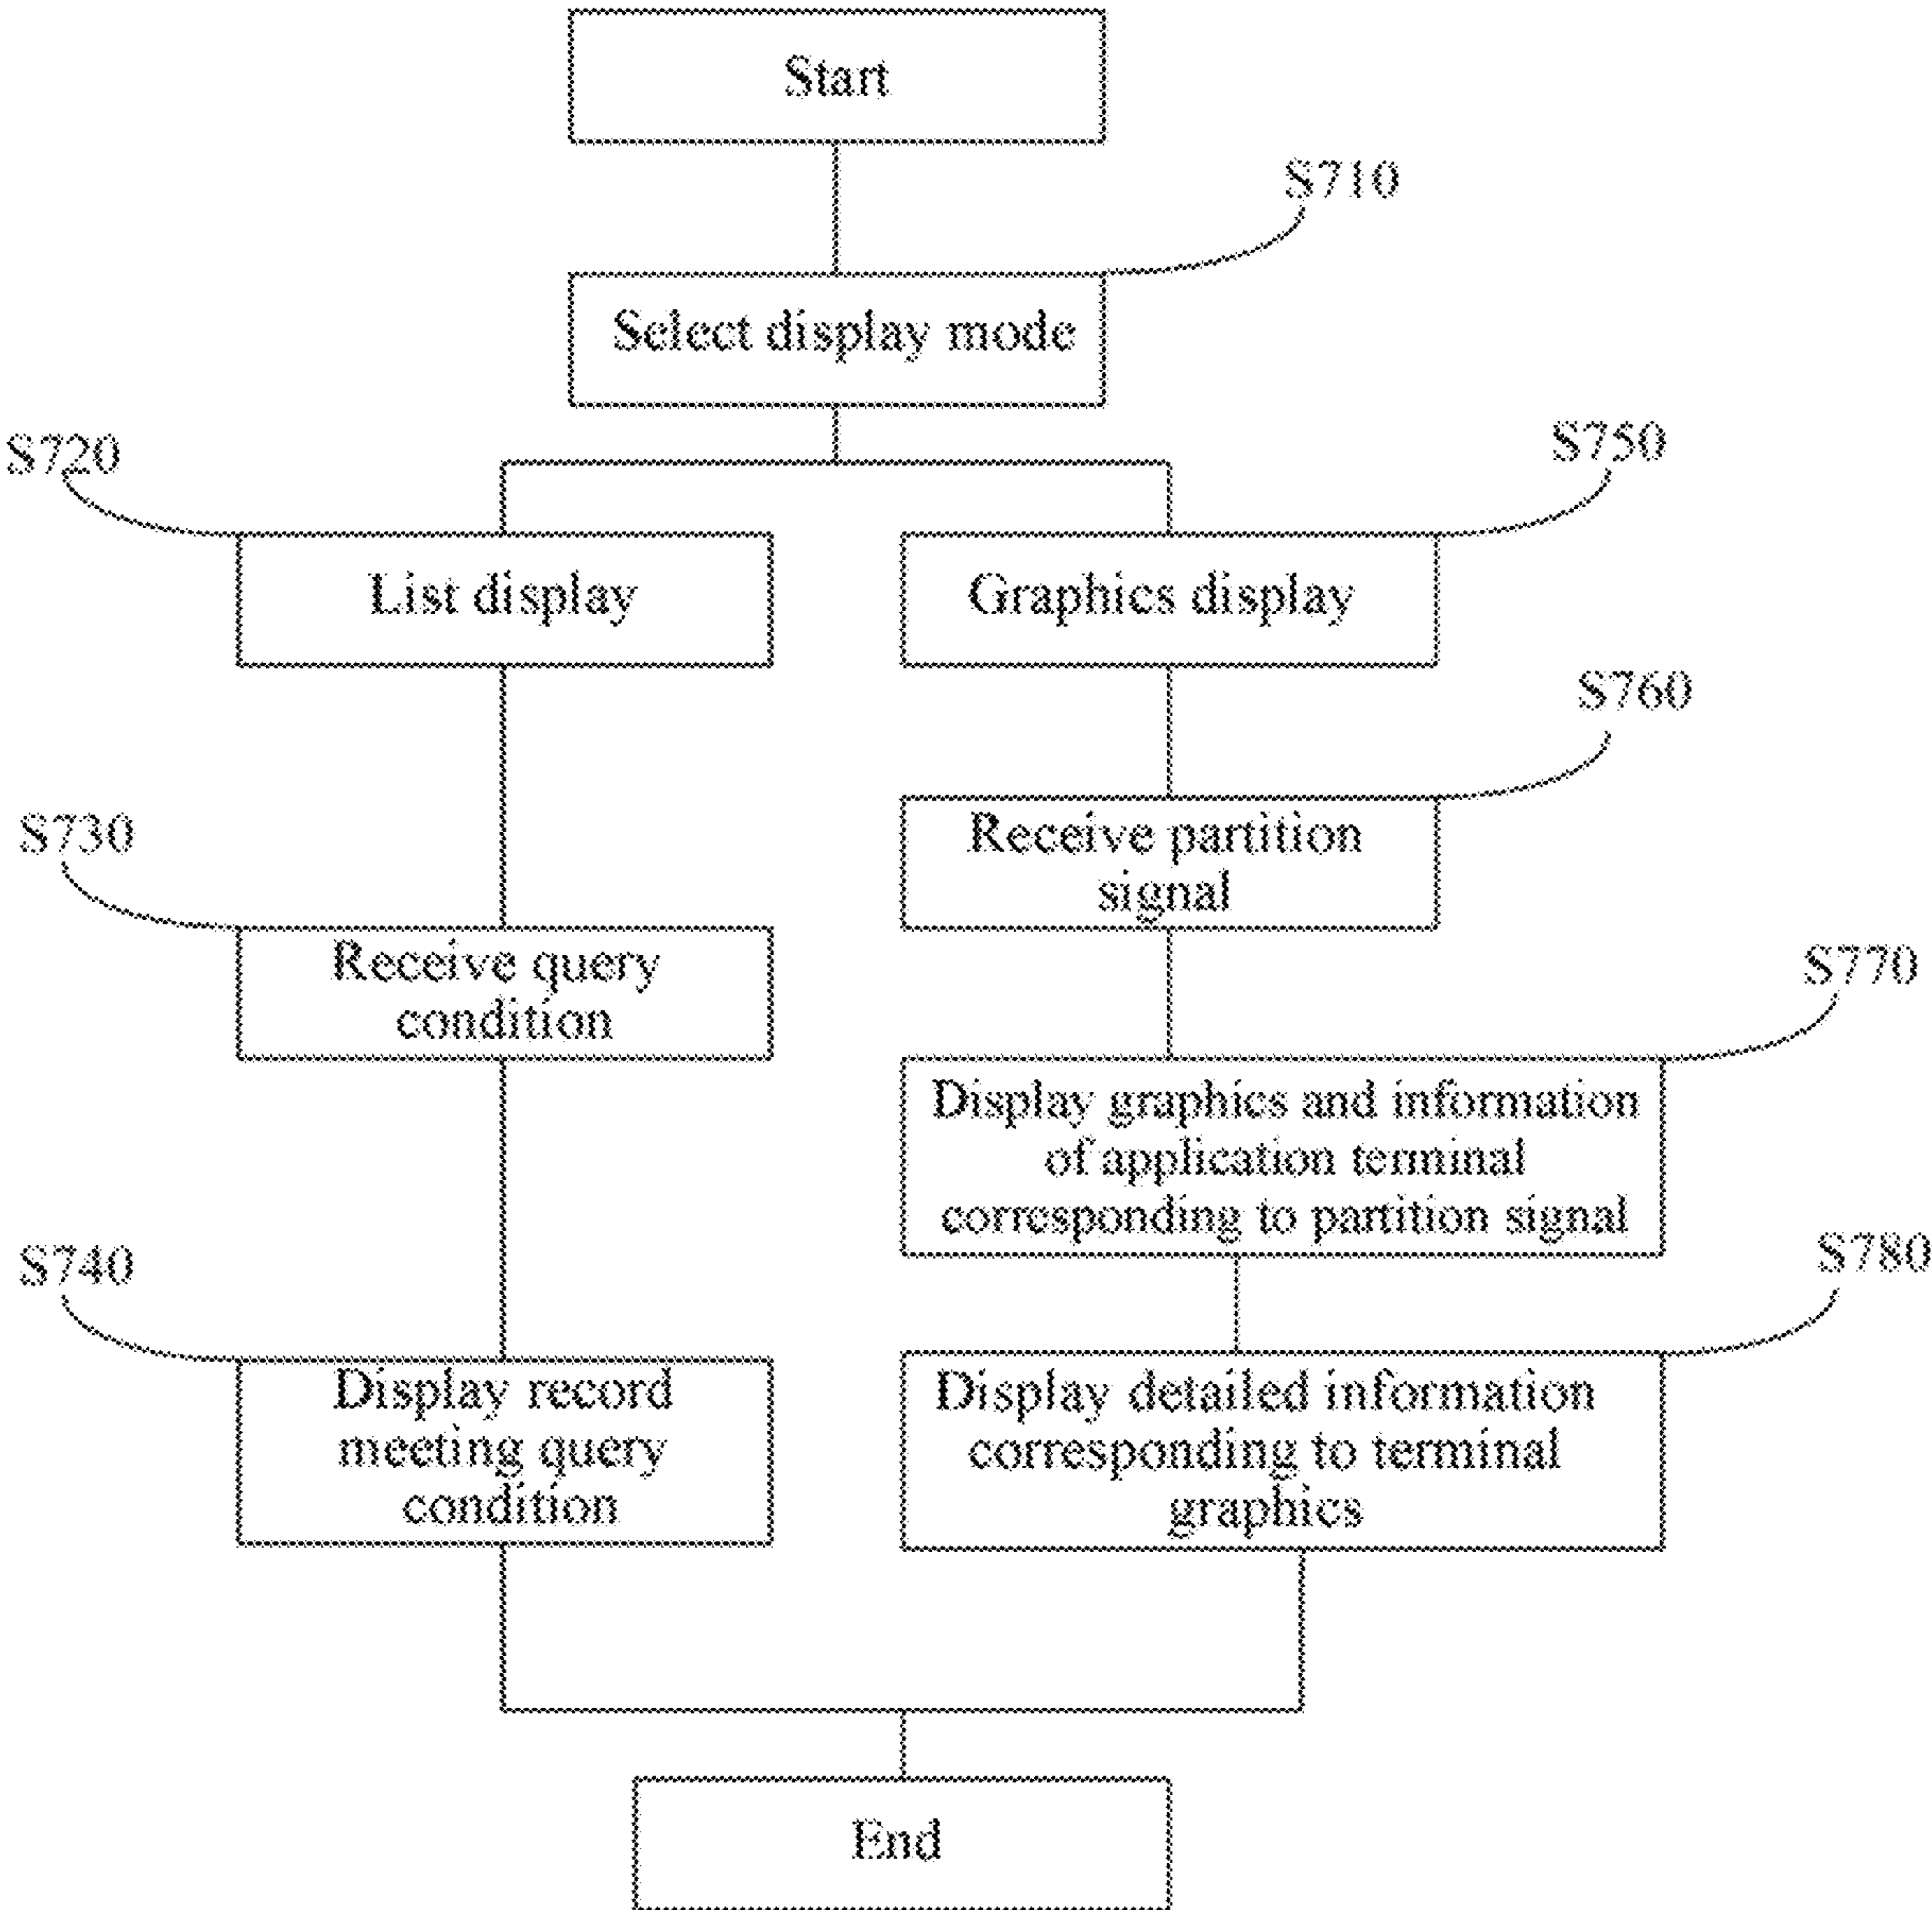 Start
S710
Select display mode
S720
S750
List display
Graphics display
S760
Receive partition
signal
S730
Receive query
condition
S770
Display graphics and information
of application terminal
corresponding to partition signal
S740
S780
Display record
meeting query
condition
Display detailed information
corresponding to terminal
graphics
End